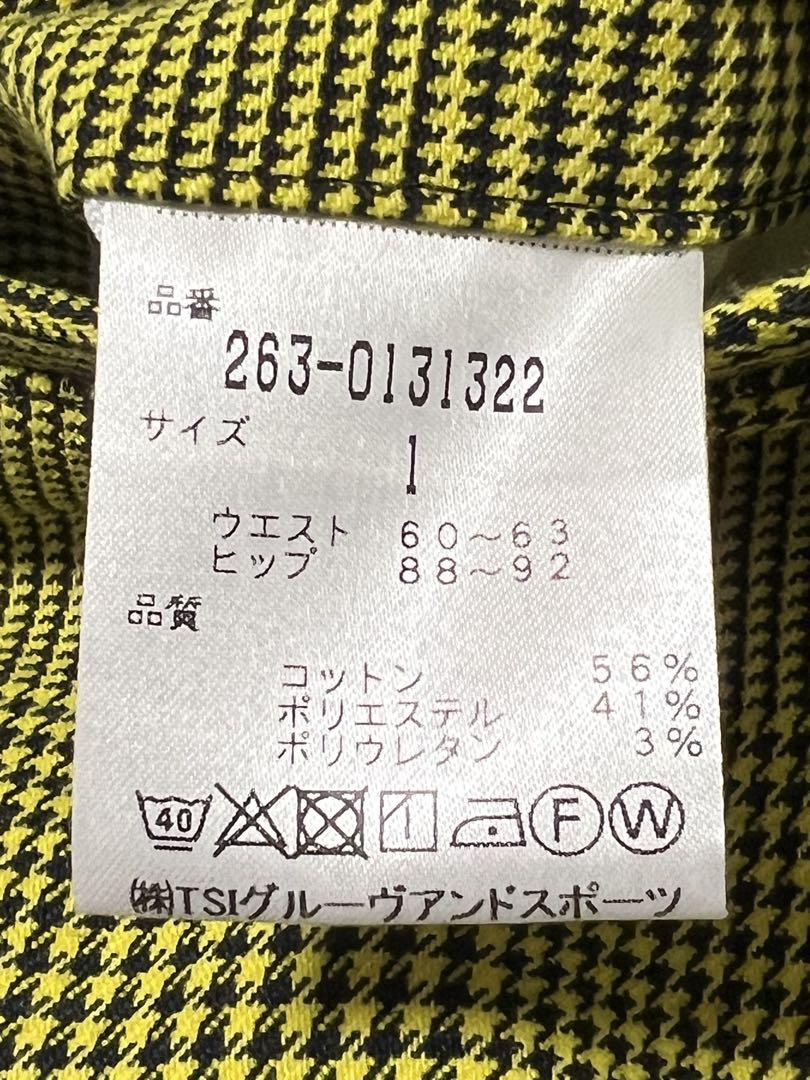 品番
263-0131322
サイズ
1
ウエスト 60~63
ヒップ 88~92
品質
コットン 56%
ポリエステル 41%
ポリウレタン 3%
40 F W
㈱TSIグルーヴアンドスポーツ